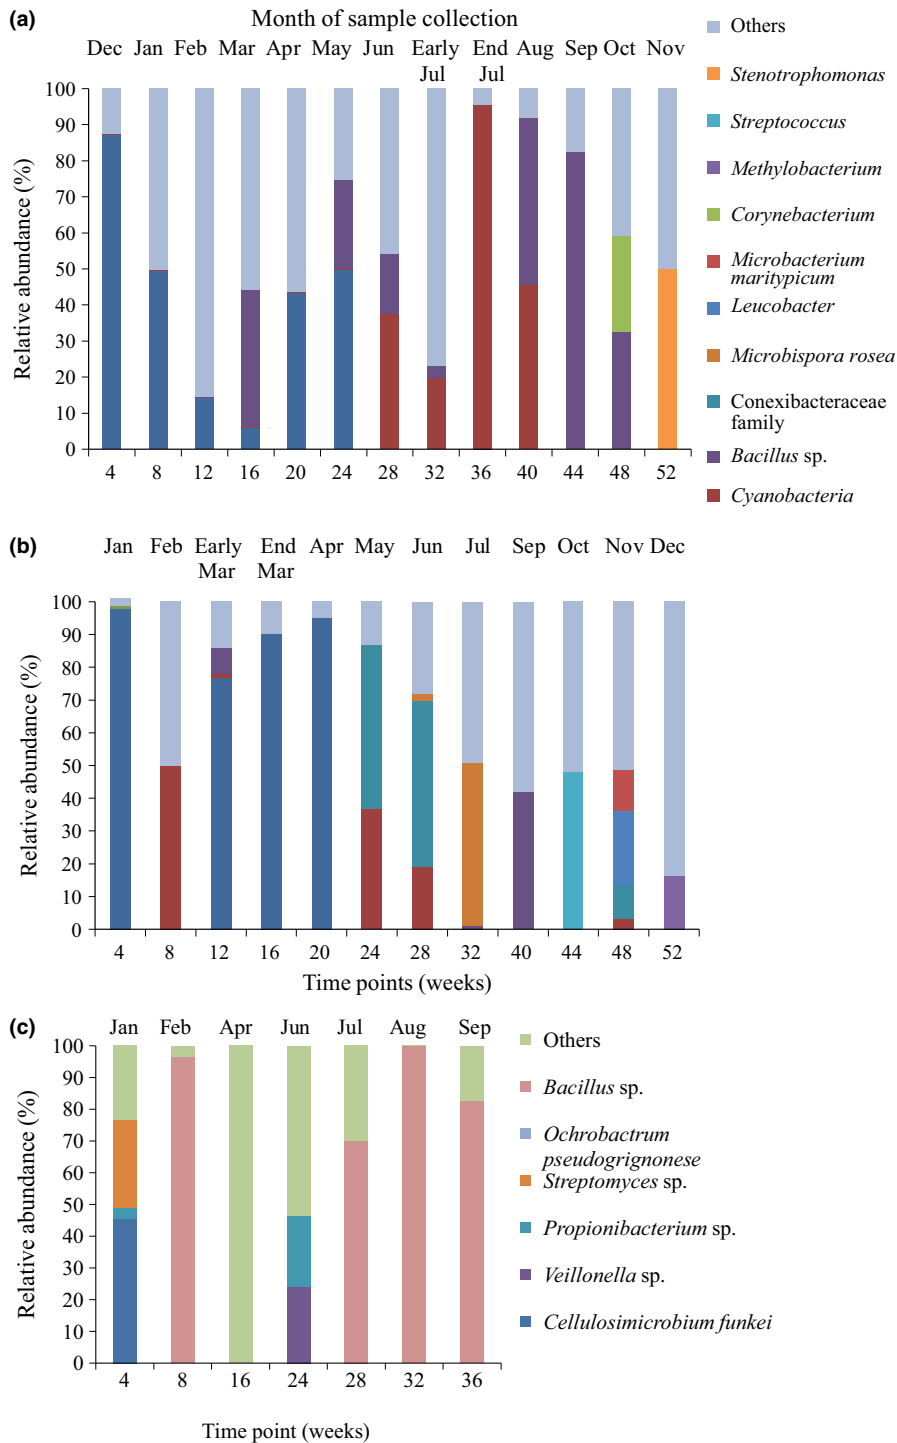 (a)
Month of sample collection
Dec Jan Feb Mar Apr May Jun Early Jul End Jul Aug Sep Oct Nov
Relative abundance (%)
100
90
80
70
60
50
40
30
20
10
0
4 8 12 16 20 24 28 32 36 40 44 48 52
Others
Stenotrophomonas
Streptococcus
Methylobacterium
Corynebacterium
Microbacterium
maritypicum
Leucobacter
Microbispora rosea
Conexibacteraceae
family
Bacillus sp.
Cyanobacteria
(b)
Jan Feb Early Mar End Mar Apr May Jun Jul Sep Oct Nov Dec
Relative abundance (%)
100
90
80
70
60
50
40
30
20
10
0
4 8 12 16 20 24 28 32 40 44 48 52
Time points (weeks)
(c)
Jan Feb Apr Jun Jul Aug Sep
Relative abundance (%)
100
90
80
70
60
50
40
30
20
10
0
4 8 16 24 28 32 36
Time point (weeks)
Others
Bacillus sp.
Ochrobactrum
pseudogrignonese
Streptomyces sp.
Propionibacterium sp.
Veillonella sp.
Cellulosimicrobium funkei